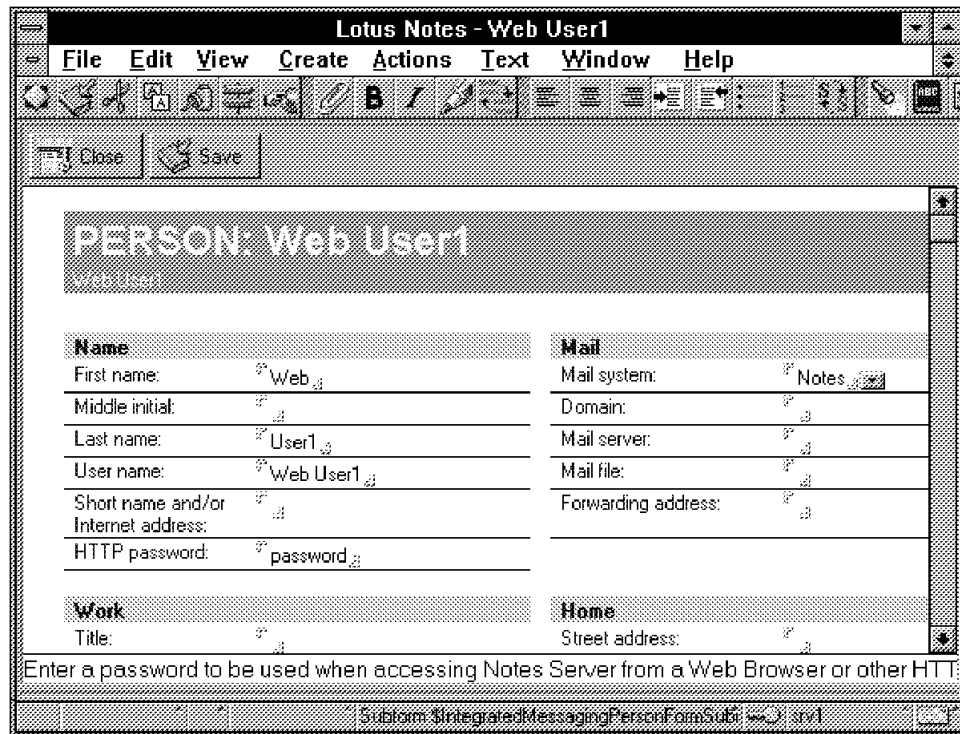 Lotus Notes - Web User1
File Edit View Create Actions Text Window Help
B I
ABC
Close Save
PERSON: Web User1
Web User1
Name Mail
First name: Web Mail system: Notes
Middle initial: Domain:
Last name: User1 Mail server:
User name: Web User1 Mail file:
Short name and/or Forwarding address:
Internet address:
HTTP password: password
Work Home
Title: Street address:
Enter a password to be used when accessing Notes Server from a Web Browser or other HTT
Subform $IntegratedMessagingPersonFormSub srv1